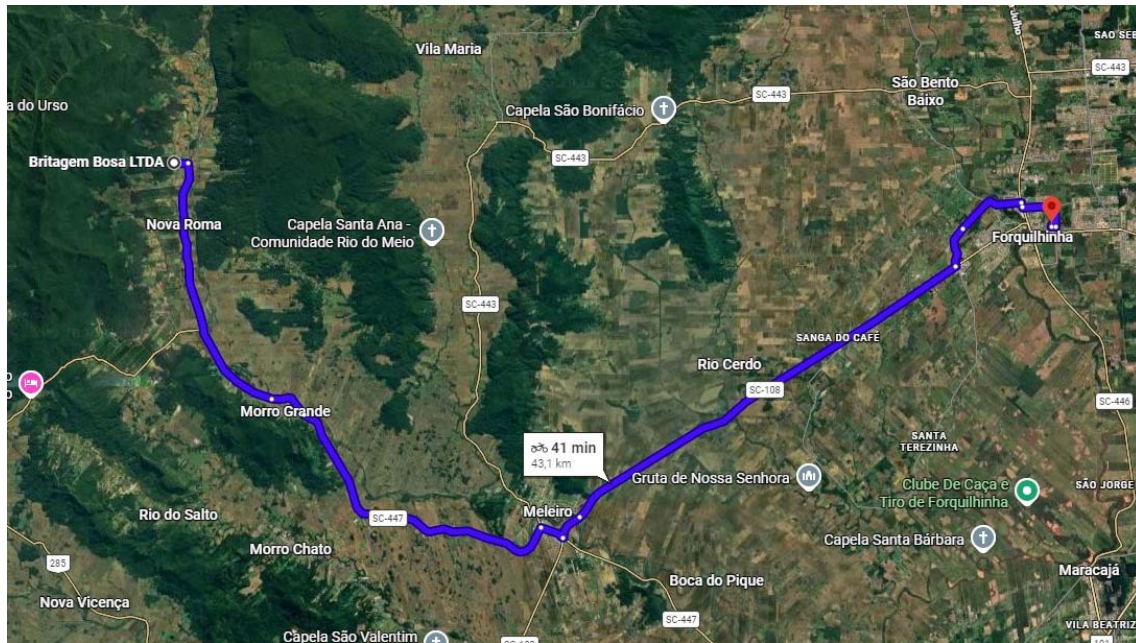 Vila Maria
SAO SEB
SC-443
São Bento
Baixo
SC-443
a do Urso
Capela São Bonifácio
SC-443
Britagem Bosa LTDA
Nova Roma
Capela Santa Ana -
Comunidade Rio do Meio
Forquilhinha
SC-443
SANGA DO CAFÉ
Rio Cerdo
SC-108
SC-446
Morro Grande
SANTA
TEREZINHA
41 min
43,1 km
Gruta de Nossa Senhora
Clube De Caça e
Tiro de Forquilhinha
SÃO JORGE
Rio do Salto
SC-447
Meleiro
Morro Chato
Capela Santa Bárbara
285
Boca do Pique
Maracajá
Nova Vicença
SC-447
VILA BEATRIZ
Capela São Valentim
101